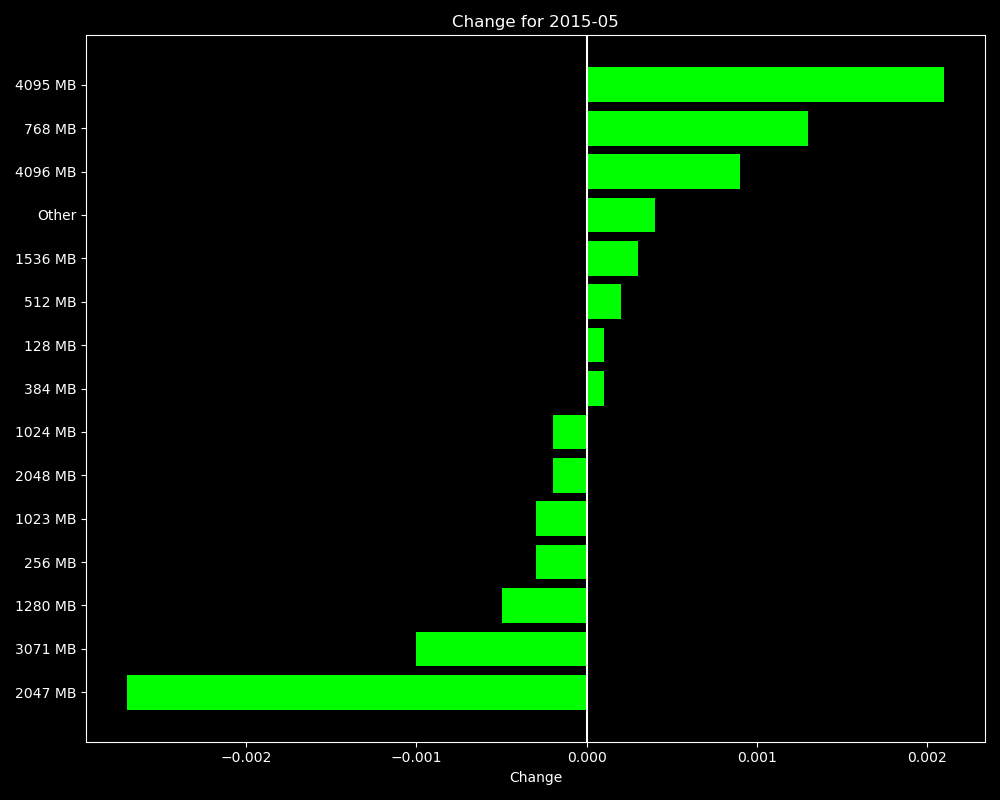 Change for 2015-05
4095 MB
768 MB
4096 MB
Other
1536 MB
512 MB
128 MB
384 MB
1024 MB
2048 MB
1023 MB
256 MB
1280 MB
3071 MB
2047 MB
−0.002 −0.001 0.000 0.001 0.002
Change